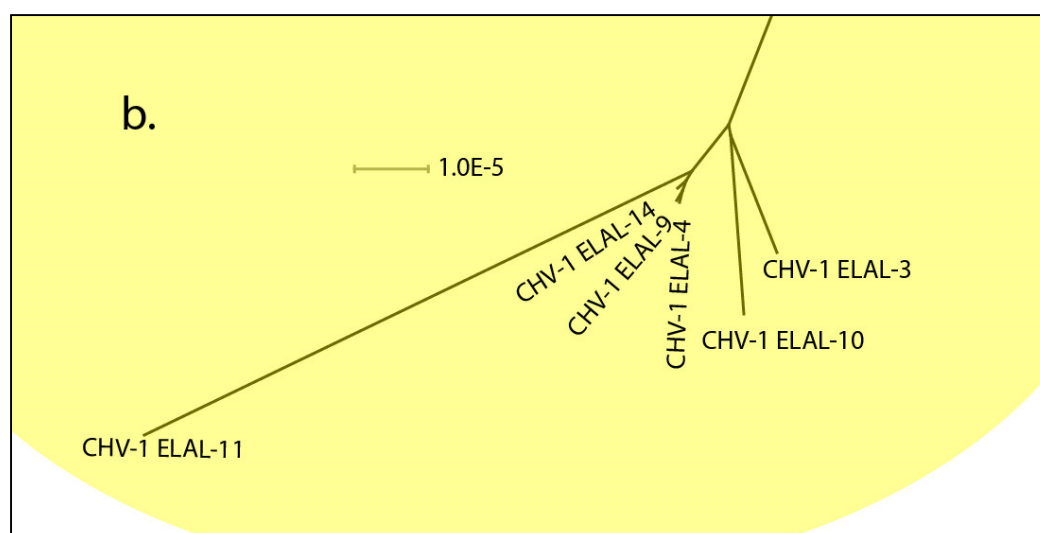 b.
1.0E-5
CHV-1 ELAL-14
CHV-1 ELAL-9
CHV-1 ELAL-4
CHV-1 ELAL-3
CHV-1 ELAL-10
CHV-1 ELAL-11